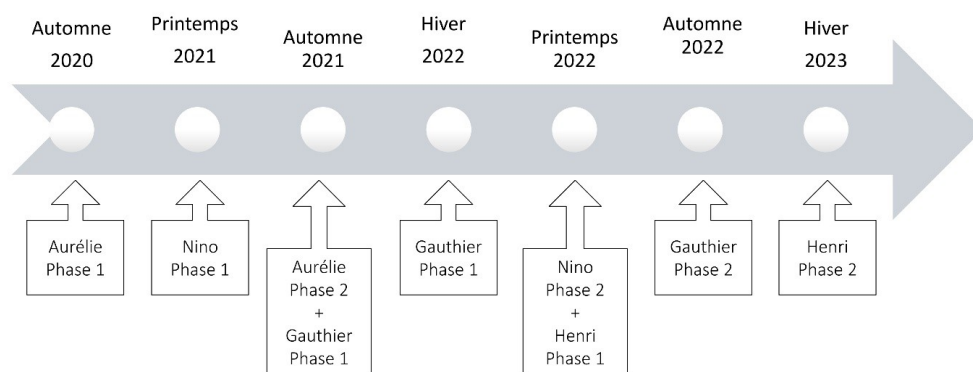 Automne
2020
Printemps
2021
Automne
2021
Hiver
2022
Printemps
2022
Automne
2022
Hiver
2023
Aurélie
Phase 1
Nino
Phase 1
Aurélie
Phase 2
+
Gauthier
Phase 1
Gauthier
Phase 1
Nino
Phase 2
+
Henri
Phase 1
Gauthier
Phase 2
Henri
Phase 2